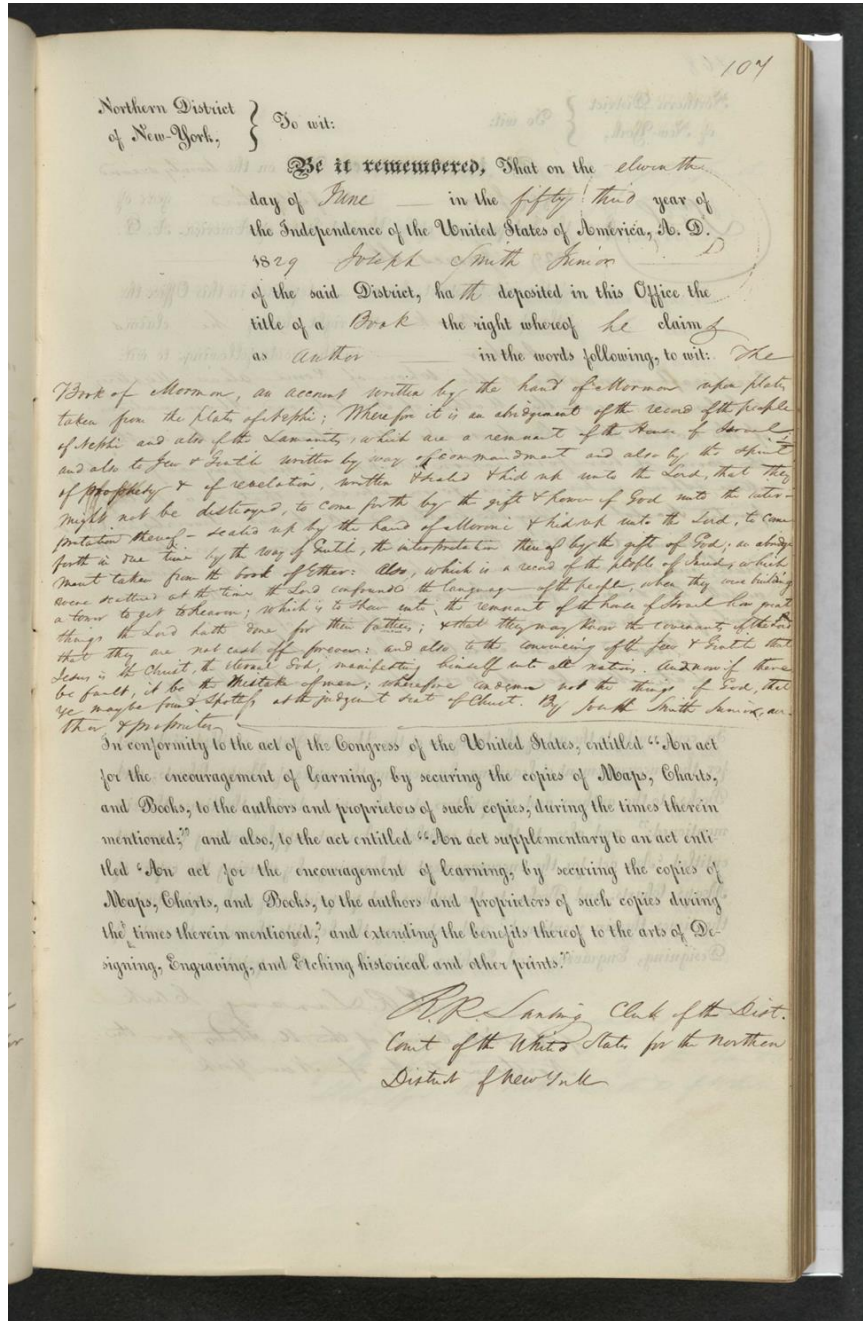 107
Northern District
of New-York,
To wit:
Be it remembered, That on the elventh
day of June in the fifty third year of
the Independence of the United States of America, A. D.
1829 Joseph Smith Junior
of the said District, hath deposited in this Office the
title of a Book the right whereof he claims
as author in the words following, to wit: The
Book of Mormon, an account written by the hand of Mormon upon plates
taken from the plates of Nephi; Wherefore it is an abridgment of the record of the people
of Nephi and also of the Lamanites, which are a remnant of the House of Israel
and also to Jew & Gentile written by way of commandment and also by the spirit
of prophesy & of revelation, written & sealed & hid up unto the Lord, that they
might not be destroyed, to come forth by the gift & power of God unto the inter-
pretation thereof - sealed up by the hand of Moroni & hid up unto the Lord, to come
forth in due time by the way of Gentile, the interpretation thereof by the gift of God; an abridg
ment taken from the book of Ether: Also, which is a record of the people of Jared, which
were scattered at the time the Lord confounded the language of the people, when they were building
a tower to get to heaven; which is to shew unto the remnant of the house of Israel how great
things the Lord hath done for their fathers; & that they may know the covenants of the Lord
that they are not cast off forever: and also to the convincing of the Jew & Gentile that
Jesus is the Christ, the eternal God, manifesting himself unto all nations. And now if there
be fault, it be the mistake of men; wherefore condemn not the things of God, that
ye may be found spotless at the judgment seat of Christ. By Joseph Smith Junior, au-
thor & proprietor
In conformity to the act of the Congress of the United States, entitled “An act
for the encouragement of learning, by securing the copies of Maps, Charts,
and Books, to the authors and proprietors of such copies, during the times therein
mentioned;” and also, to the act entitled “An act supplementary to an act enti-
tled ‘An act for the encouragement of learning, by securing the copies of
Maps, Charts, and Books, to the authors and proprietors of such copies during
the times therein mentioned,’ and extending the benefits thereof to the arts of De-
signing, Engraving, and Etching historical and other prints.”
R.R. Lansing Clerk of the Dist.
Court of the United States for the Northern
District of New York